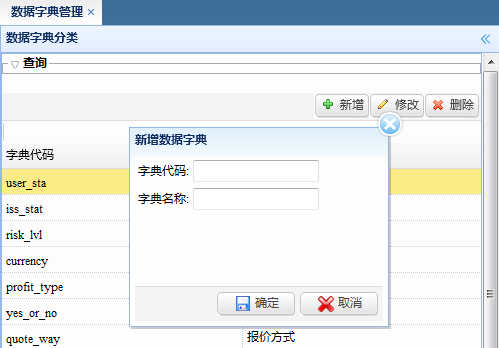 数据字典管理
数据字典分类
查询
新增 修改 删除
新增数据字典
字典代码:
字典名称:
确定 取消
字典代码
user_sta
iss_stat
risk_lvl
currency
profit_type
yes_or_no
quote_way 报价方式